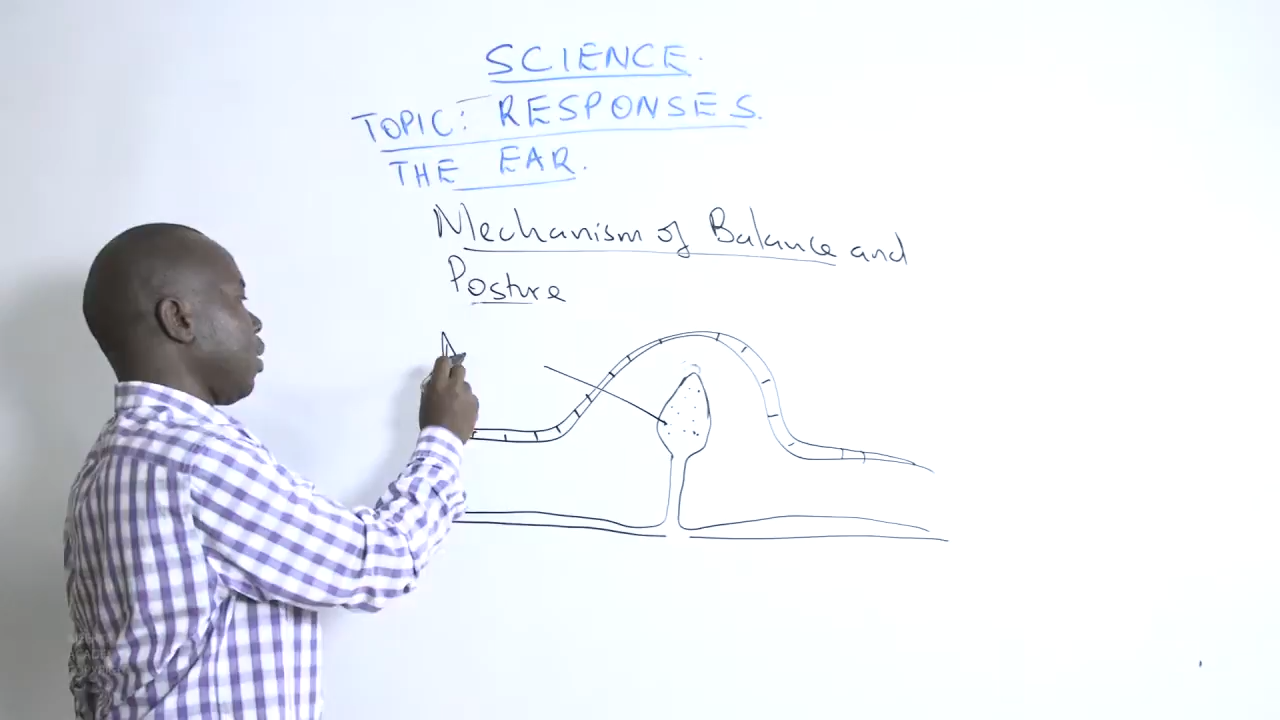 SCIENCE.
TOPIC: RESPONSES.
THE EAR.
Mechanism of Balance and
Posture